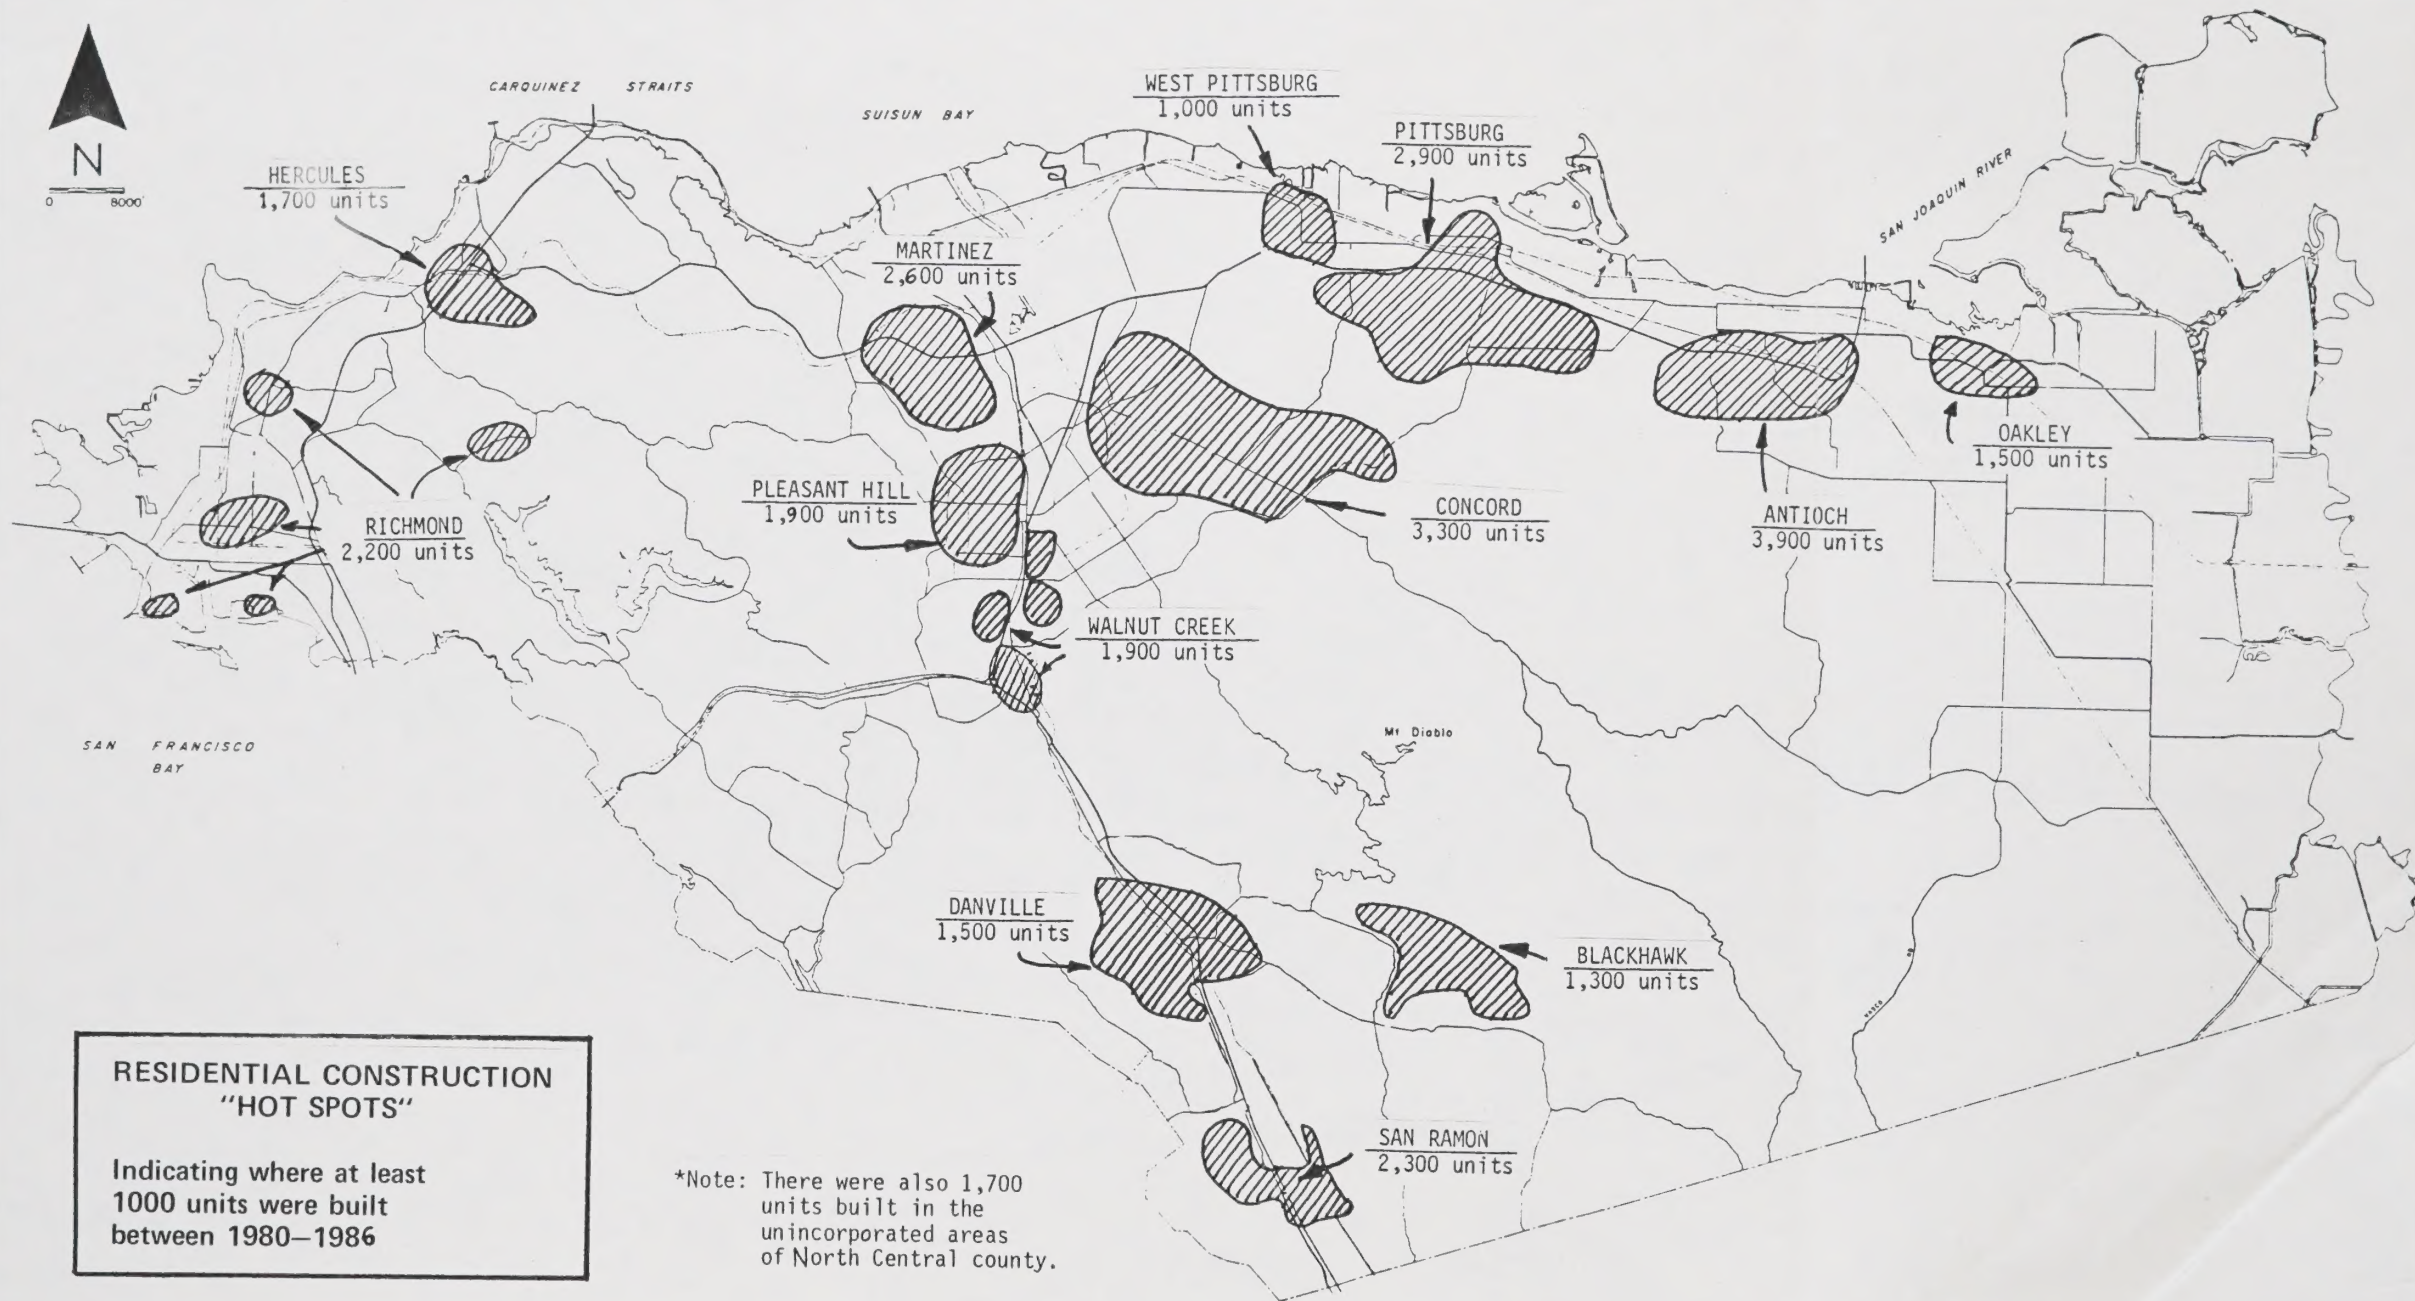 CARQUINEZ STRAITS
SUISUN BAY
WEST PITTSBURG
1,000 units
PITTSBURG
2,900 units
N
0 8000'
HERCULES
1,700 units
SAN JOAQUIN RIVER
MARTINEZ
2,600 units
OAKLEY
1,500 units
PLEASANT HILL
1,900 units
CONCORD
3,300 units
ANTIOCH
3,900 units
RICHMOND
2,200 units
WALNUT CREEK
1,900 units
Mt Diablo
SAN FRANCISCO
BAY
DANVILLE
1,500 units
BLACKHAWK
1,300 units
VASCO
RD
SAN RAMON
2,300 units
RESIDENTIAL CONSTRUCTION
"HOT SPOTS"
Indicating where at least
1000 units were built
between 1980–1986
*Note: There were also 1,700
units built in the
unincorporated areas
of North Central county.